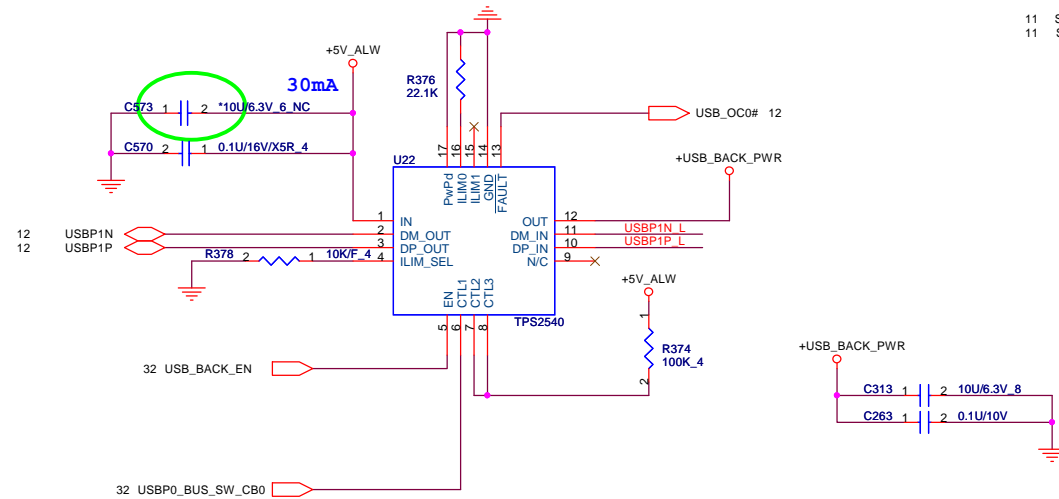 11 S
11 S
+5V_ALW
30mA
R376
22.1K
C573 1 2 *10U/6.3V_6_NC
USB_OC0# 12
C570 2 1 0.1U/16V/X5R_4
+USB_BACK_PWR
U22
17 16 15 14 13
PwPd ILIM0 ILIM1 GND FAULT
1 IN OUT 12
12 USBP1N 2 DM_OUT DM_IN 11 USBP1N_L
12 USBP1P 3 DP_OUT DP_IN 10 USBP1P_L
R378 2 1 10K/F_4 4 ILIM_SEL N/C 9
+5V_ALW
EN CTL1 CTL2 CTL3
5 6 7 8
TPS2540
1
R374
100K_4
2
+USB_BACK_PWR
32 USB_BACK_EN
C313 1 2 10U/6.3V_8
C263 1 2 0.1U/10V
32 USBP0_BUS_SW_CB0